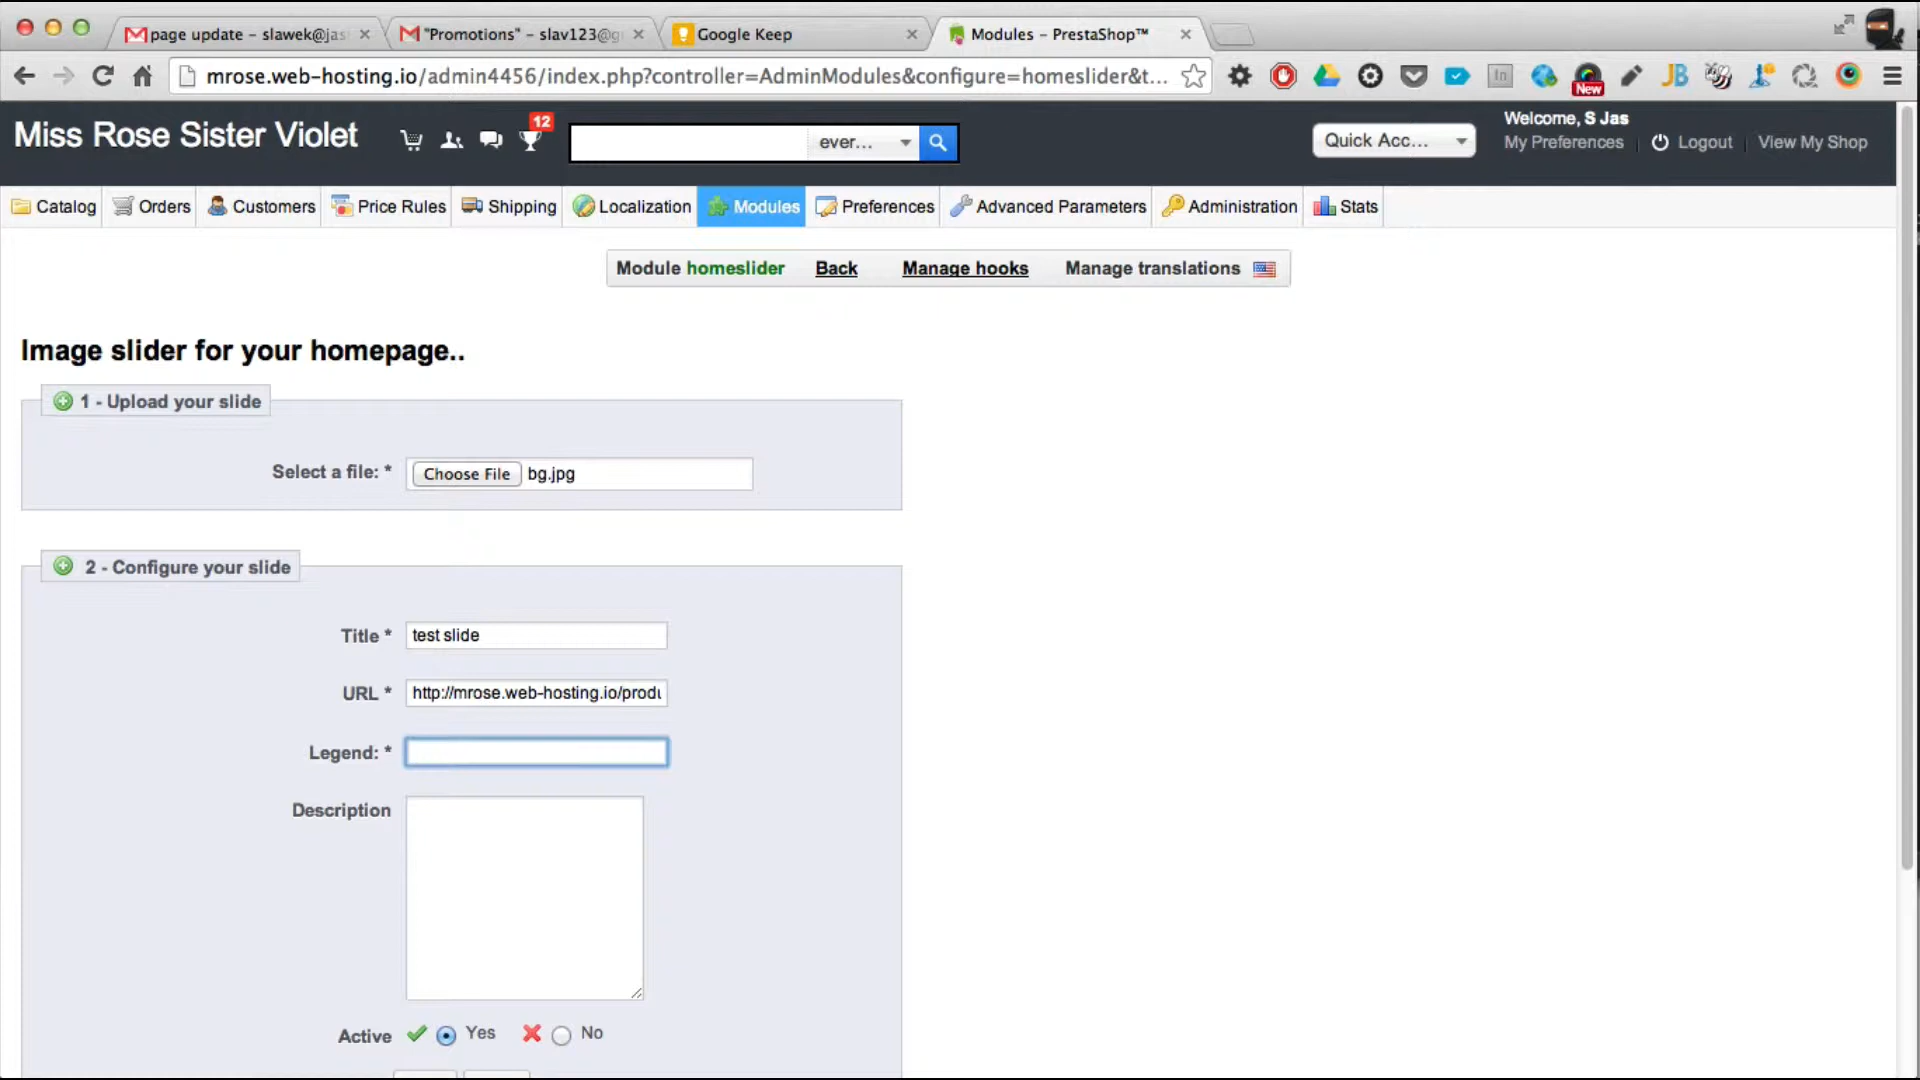 page update - slawek@jas
"Promotions" - slav123@g
Google Keep
Modules - PrestaShop™
mrose.web-hosting.io/admin4456/index.php?controller=AdminModules&configure=homeslider&t...
In
New
JB
Miss Rose Sister Violet
12
ever...
Quick Acc...
Welcome, S Jas
My Preferences
Logout
View My Shop
Catalog
Orders
Customers
Price Rules
Shipping
Localization
Modules
Preferences
Advanced Parameters
Administration
Stats
Module homeslider
Back
Manage hooks
Manage translations
Image slider for your homepage..
1 - Upload your slide
Select a file: *
Choose File bg.jpg
2 - Configure your slide
Title *
test slide
URL *
http://mrose.web-hosting.io/produ
Legend: *
Description
Active
Yes
No